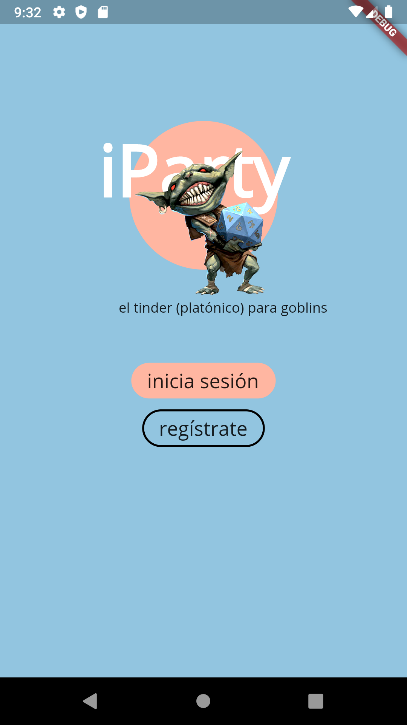 9:32
DEBUG
iParty
el tinder (platónico) para goblins
inicia sesión
regístrate